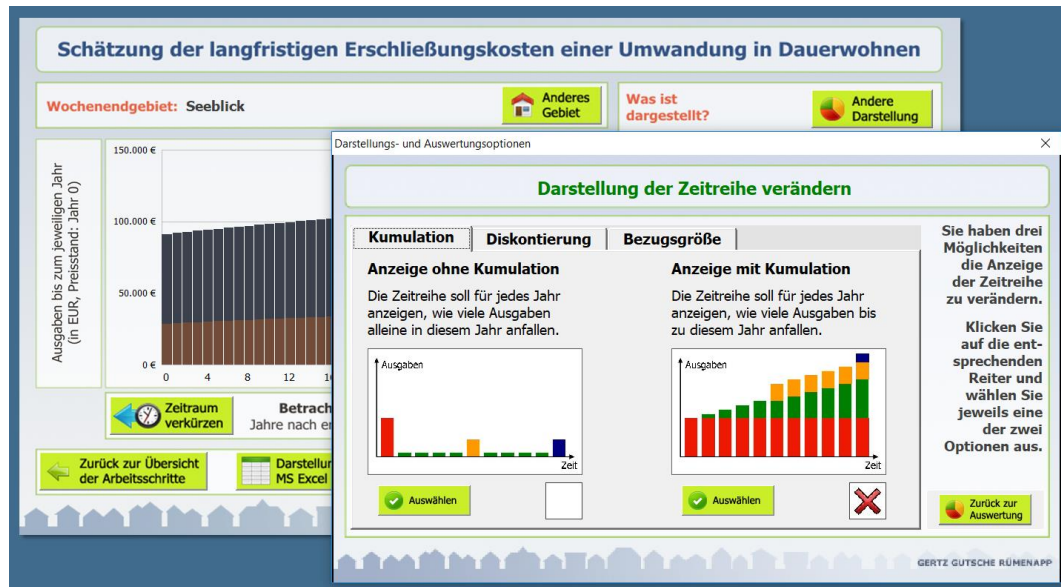 Schätzung der langfristigen Erschließungskosten einer Umwandung in Dauerwohnen
Wochenendgebiet: Seeblick
Anderes
Gebiet
Was ist
dargestellt?
Andere
Darstellung
Ausgaben bis zum jeweiligen Jahr
(in EUR, Preisstand: Jahr 0)
150.000 €
100.000 €
50.000 €
0 €
0 4 8 12
Zeitraum
verkürzen
Jahre nach
Zurück zur Übersicht
der Arbeitsschritte
MS Excel
Darstellungs- und Auswertungsoptionen
Darstellung der Zeitreihe verändern
Kumulation Diskontierung Bezugsgröße
Anzeige ohne Kumulation
Die Zeitreihe soll für jedes Jahr
anzeigen, wie viele Ausgaben
alleine in diesem Jahr anfallen.
Ausgaben
Zeit
Auswählen
Anzeige mit Kumulation
Die Zeitreihe soll für jedes Jahr
anzeigen, wie viele Ausgaben bis
zu diesem Jahr anfallen.
Ausgaben
Zeit
Auswählen
Sie haben drei
Möglichkeiten
die Anzeige
der Zeitreihe
zu verändern.
Klicken Sie
auf die ent-
sprechenden
Reiter und
wählen Sie
jeweils eine
der zwei
Optionen aus.
Zurück zur
Auswertung
GERTZ GUTSCHE RÜMENAPP